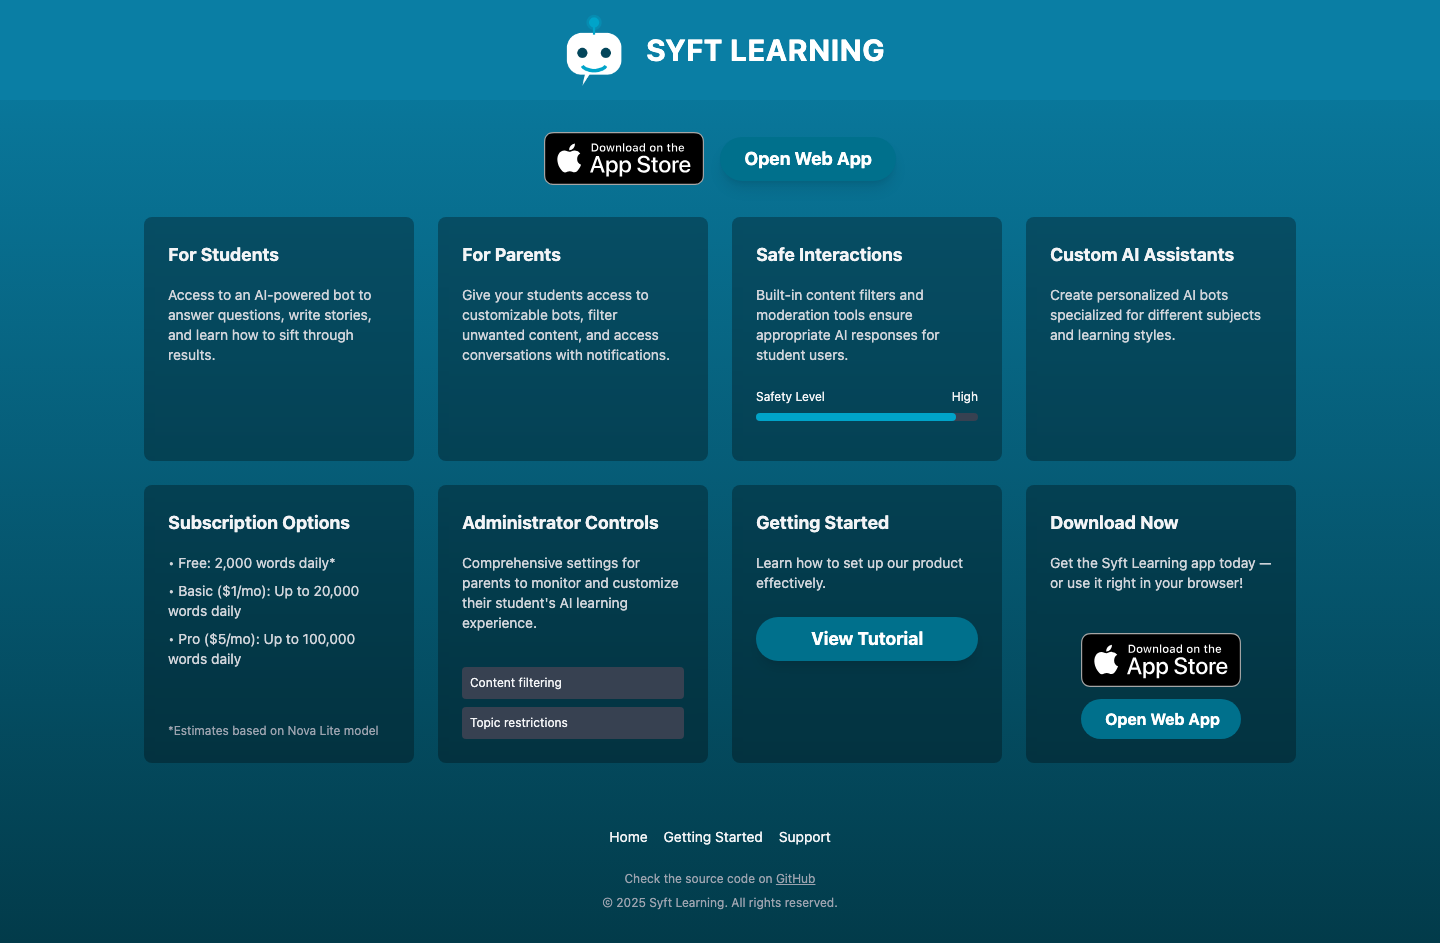 SYFT LEARNING
Download on the
App Store
Open Web App
For Students
Access to an AI-powered bot to
answer questions, write stories,
and learn how to sift through
results.
For Parents
Give your students access to
customizable bots, filter
unwanted content, and access
conversations with notifications.
Safe Interactions
Built-in content filters and
moderation tools ensure
appropriate AI responses for
student users.
Safety Level High
Custom AI Assistants
Create personalized AI bots
specialized for different subjects
and learning styles.
Subscription Options
• Free: 2,000 words daily*
• Basic ($1/mo): Up to 20,000
words daily
• Pro ($5/mo): Up to 100,000
words daily
*Estimates based on Nova Lite model
Administrator Controls
Comprehensive settings for
parents to monitor and customize
their student's AI learning
experience.
Content filtering
Topic restrictions
Getting Started
Learn how to set up our product
effectively.
View Tutorial
Download Now
Get the Syft Learning app today —
or use it right in your browser!
Download on the
App Store
Open Web App
Home Getting Started Support
Check the source code on GitHub
© 2025 Syft Learning. All rights reserved.